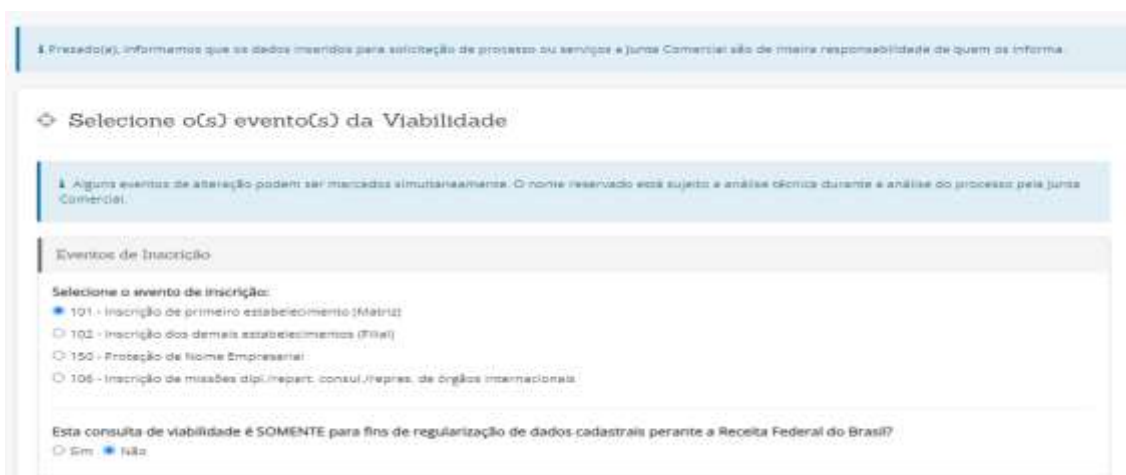 Prezado(a), informamos que os dados inseridos para solicitação de processo ou serviços a Junta Comercial são de inteira responsabilidade de quem os informa.
Selecione o(s) evento(s) da Viabilidade
Alguns eventos de alteração podem ser marcados simultaneamente. O nome reservado está sujeito a análise técnica durante a análise do processo pela Junta
Comercial.
Eventos de Inscrição
Selecione o evento de inscrição:
101 - Inscrição de primeiro estabelecimento (Matriz)
102 - Inscrição dos demais estabelecimentos (Filial)
150 - Proteção de Nome Empresarial
106 - Inscrição de missões dipl./repart. consul./repres. de órgãos internacionais
Esta consulta de viabilidade é SOMENTE para fins de regularização de dados cadastrais perante a Receita Federal do Brasil?
Sim Não